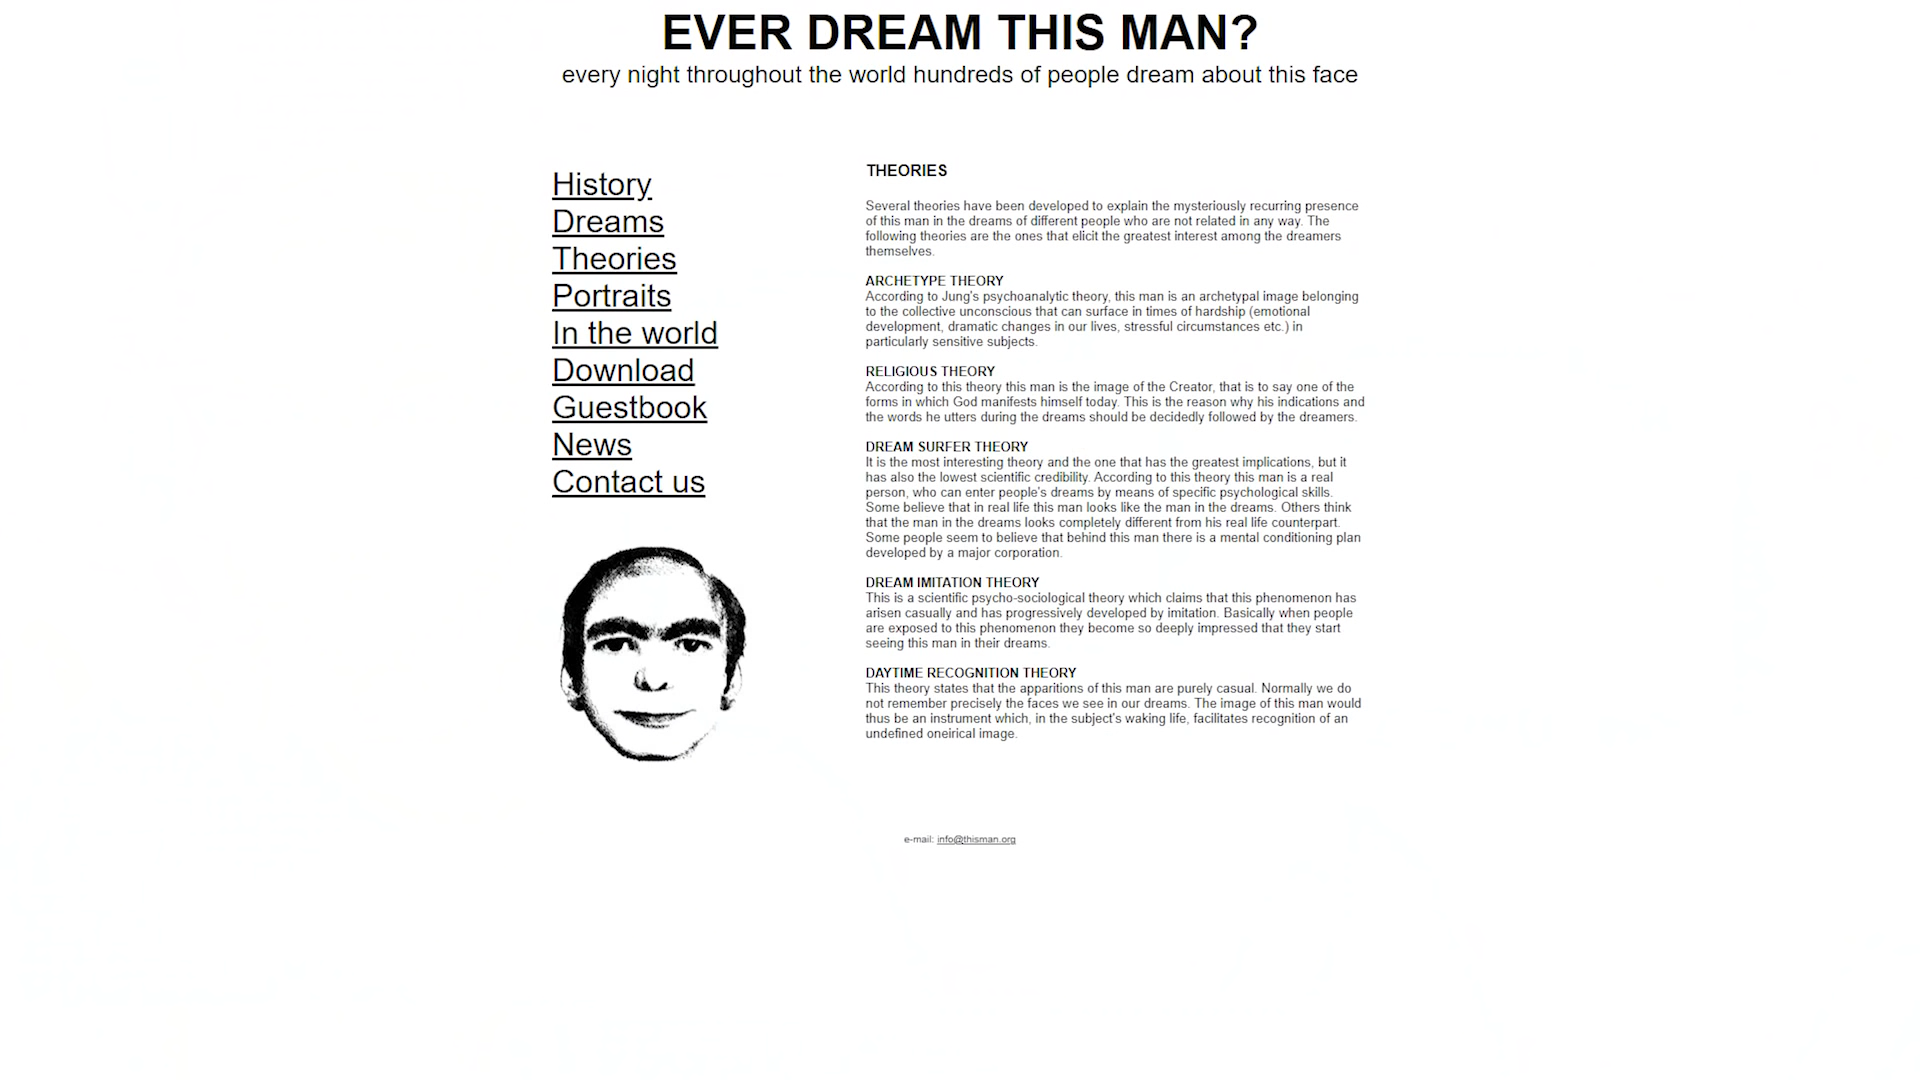 EVER DREAM THIS MAN?
every night throughout the world hundreds of people dream about this face
History
Dreams
Theories
Portraits
In the world
Download
Guestbook
News
Contact us
THEORIES
Several theories have been developed to explain the mysteriously recurring presence
of this man in the dreams of different people who are not related in any way. The
following theories are the ones that elicit the greatest interest among the dreamers
themselves.
ARCHETYPE THEORY
According to Jung's psychoanalytic theory, this man is an archetypal image belonging
to the collective unconscious that can surface in times of hardship (emotional
development, dramatic changes in our lives, stressful circumstances etc.) in
particularly sensitive subjects.
RELIGIOUS THEORY
According to this theory this man is the image of the Creator, that is to say one of the
forms in which God manifests himself today. This is the reason why his indications and
the words he utters during the dreams should be decidedly followed by the dreamers.
DREAM SURFER THEORY
It is the most interesting theory and the one that has the greatest implications, but it
has also the lowest scientific credibility. According to this theory this man is a real
person, who can enter people's dreams by means of specific psychological skills.
Some believe that in real life this man looks like the man in the dreams. Others think
that the man in the dreams looks completely different from his real life counterpart.
Some people seem to believe that behind this man there is a mental conditioning plan
developed by a major corporation.
DREAM IMITATION THEORY
This is a scientific psycho-sociological theory which claims that this phenomenon has
arisen casually and has progressively developed by imitation. Basically when people
are exposed to this phenomenon they become so deeply impressed that they start
seeing this man in their dreams.
DAYTIME RECOGNITION THEORY
This theory states that the apparitions of this man are purely casual. Normally we do
not remember precisely the faces we see in our dreams. The image of this man would
thus be an instrument which, in the subject's waking life, facilitates recognition of an
undefined oneirical image.
e-mail: info@thisman.org